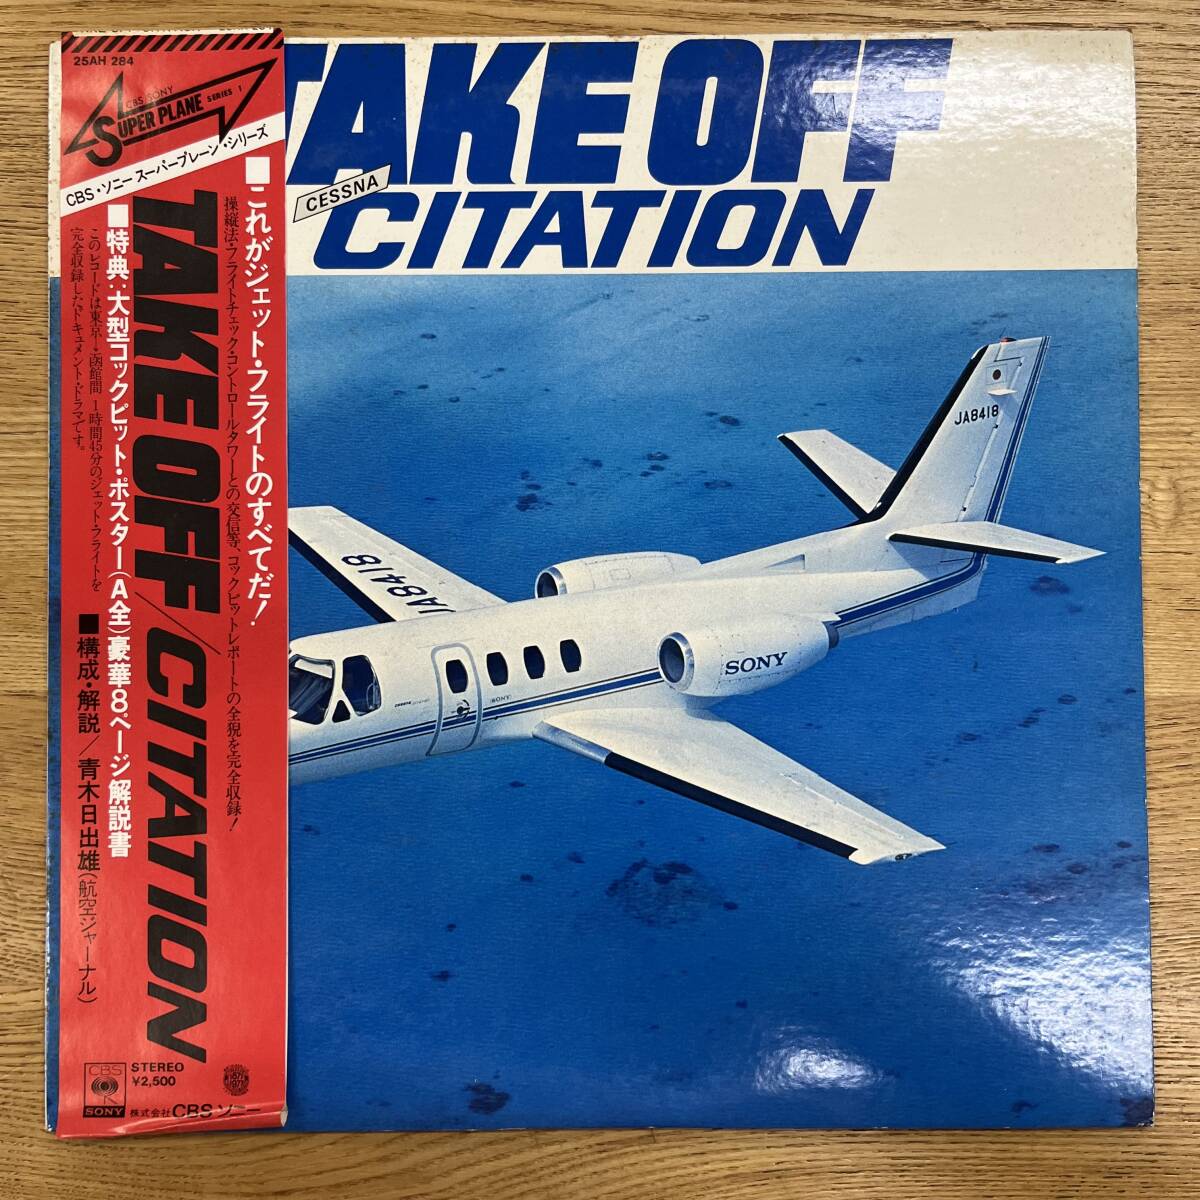 25AH 284
CBS SONY
SUPER PLANE SERIES 1
CBS・ソニー スーパープレーン・シリーズ
■これがジェット・フライトのすべてだ!
操縦法・フライトチェック・コントロールタワーとの交信等、コックピットレポートの全貌を完全収録!
TAKE OFF/CITATION
■特典:大型コックピット・ポスター(A全)豪華8ページ解説書
このレコードは東京—函館間 1時間45分のジェット・フライトを
完全収録したドキュメント・ドラマです。
■構成・解説/青木日出雄(航空ジャーナル)
CBS
SONY
STEREO
¥2,500
株式会社 CBS ソニー
TAKE OFF
CESSNA
CITATION
JA8418
JA8418
SONY
SONY